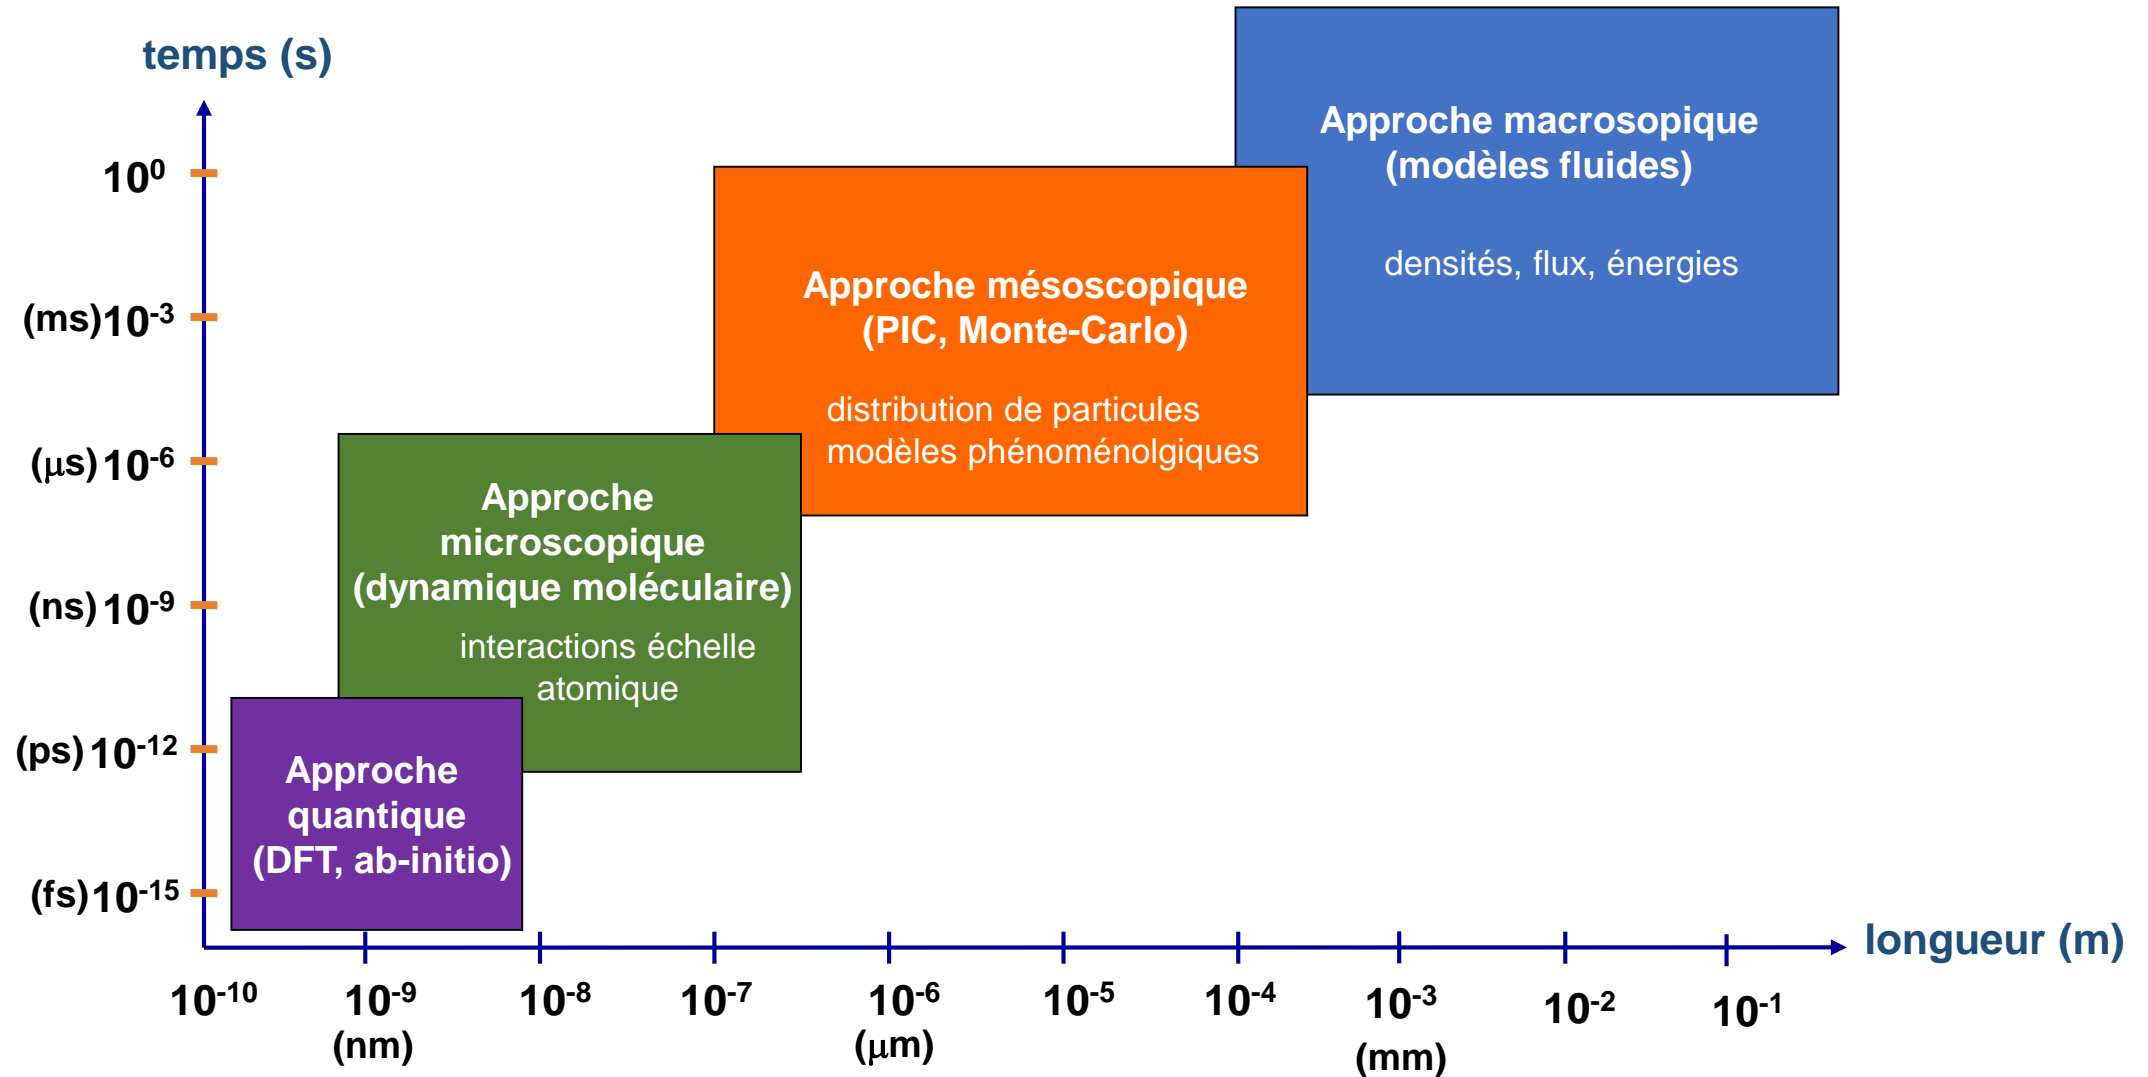 temps (s)
10⁰
(ms)10⁻³
(μs)10⁻⁶
(ns)10⁻⁹
(ps)10⁻¹²
(fs)10⁻¹⁵
Approche macrosopique
(modèles fluides)
densités, flux, énergies
Approche mésoscopique
(PIC, Monte-Carlo)
distribution de particules
modèles phénoménolgiques
Approche
microscopique
(dynamique moléculaire)
interactions échelle
atomique
Approche
quantique
(DFT, ab-initio)
longueur (m)
10⁻¹⁰ 10⁻⁹ 10⁻⁸ 10⁻⁷ 10⁻⁶ 10⁻⁵ 10⁻⁴ 10⁻³ 10⁻² 10⁻¹
(nm) (μm) (mm)